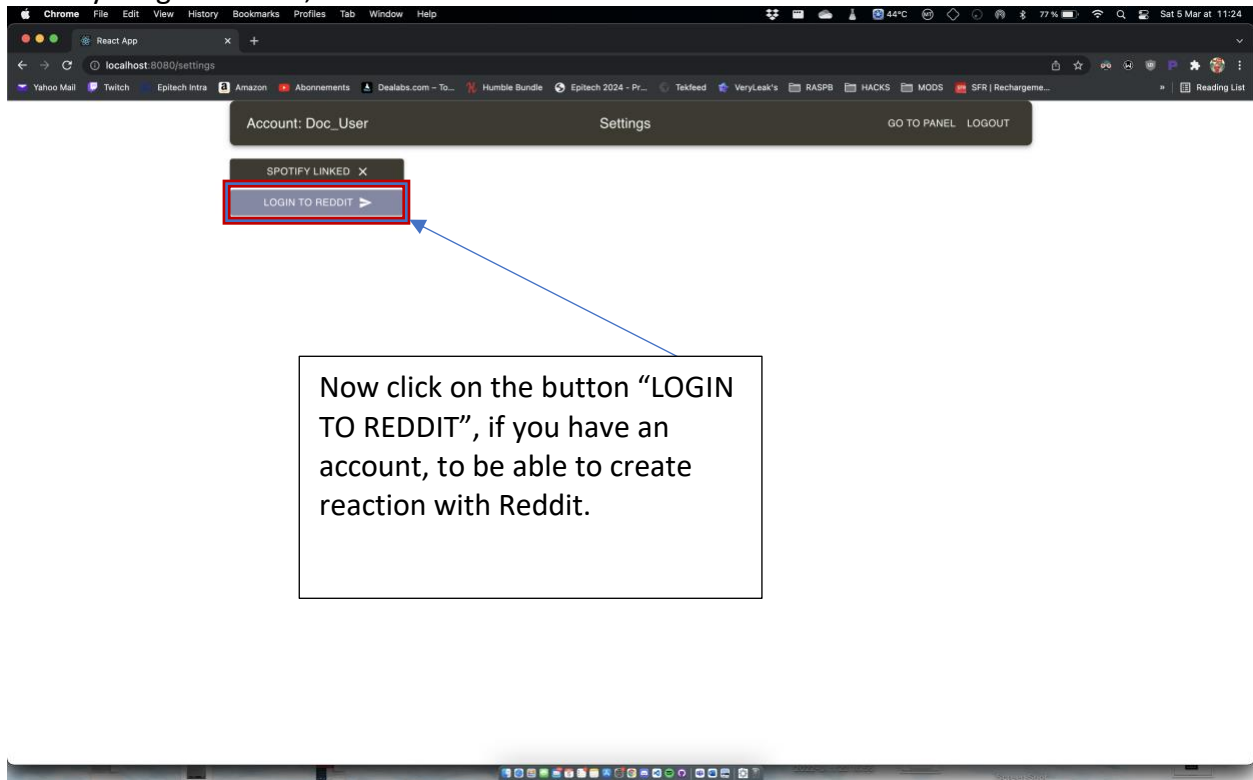 Chrome File Edit View History Bookmarks Profiles Tab Window Help 44°C 77 % Sat 5 Mar at 11:24
React App
localhost:8080/settings
Yahoo Mail Twitch Epitech Intra Amazon Abonnements Dealabs.com – To... Humble Bundle Epitech 2024 - Pr... Tekfeed VeryLeak's RASPB HACKS MODS SFR | Rechargeme... » Reading List
Account: Doc_User Settings GO TO PANEL LOGOUT
SPOTIFY LINKED
LOGIN TO REDDIT
Now click on the button “LOGIN
TO REDDIT”, if you have an
account, to be able to create
reaction with Reddit.